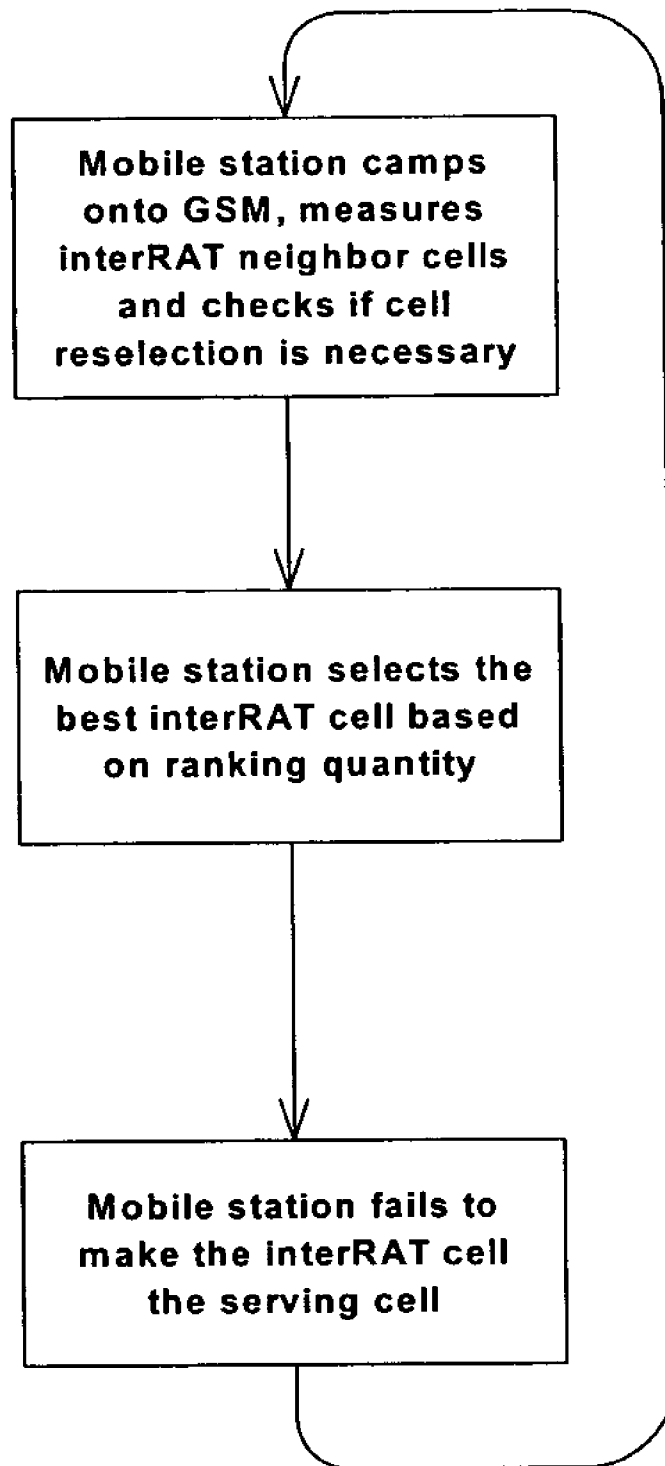 Mobile station camps
onto GSM, measures
interRAT neighbor cells
and checks if cell
reselection is necessary
Mobile station selects the
best interRAT cell based
on ranking quantity
Mobile station fails to
make the interRAT cell
the serving cell